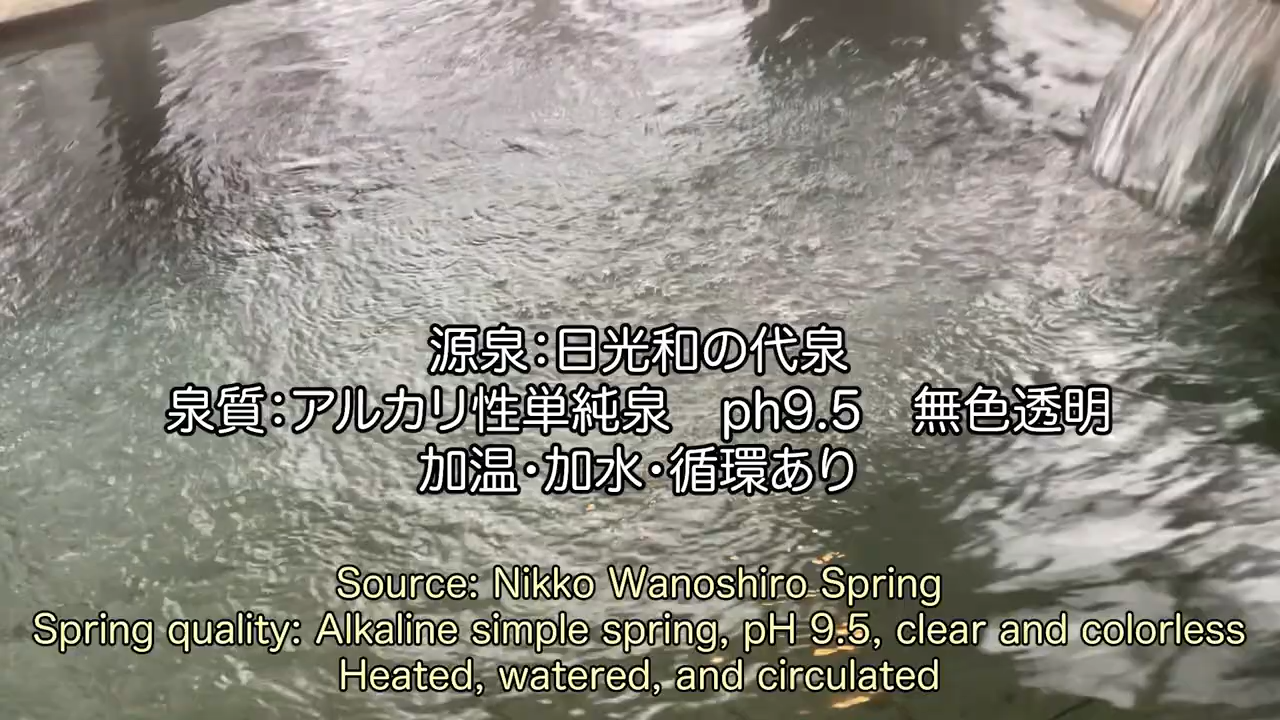 源泉：日光和の代泉
泉質：アルカリ性単純泉　ph9.5　無色透明
加温・加水・循環あり
Source: Nikko Wanoshiro Spring
Spring quality: Alkaline simple spring, pH 9.5, clear and colorless
Heated, watered, and circulated